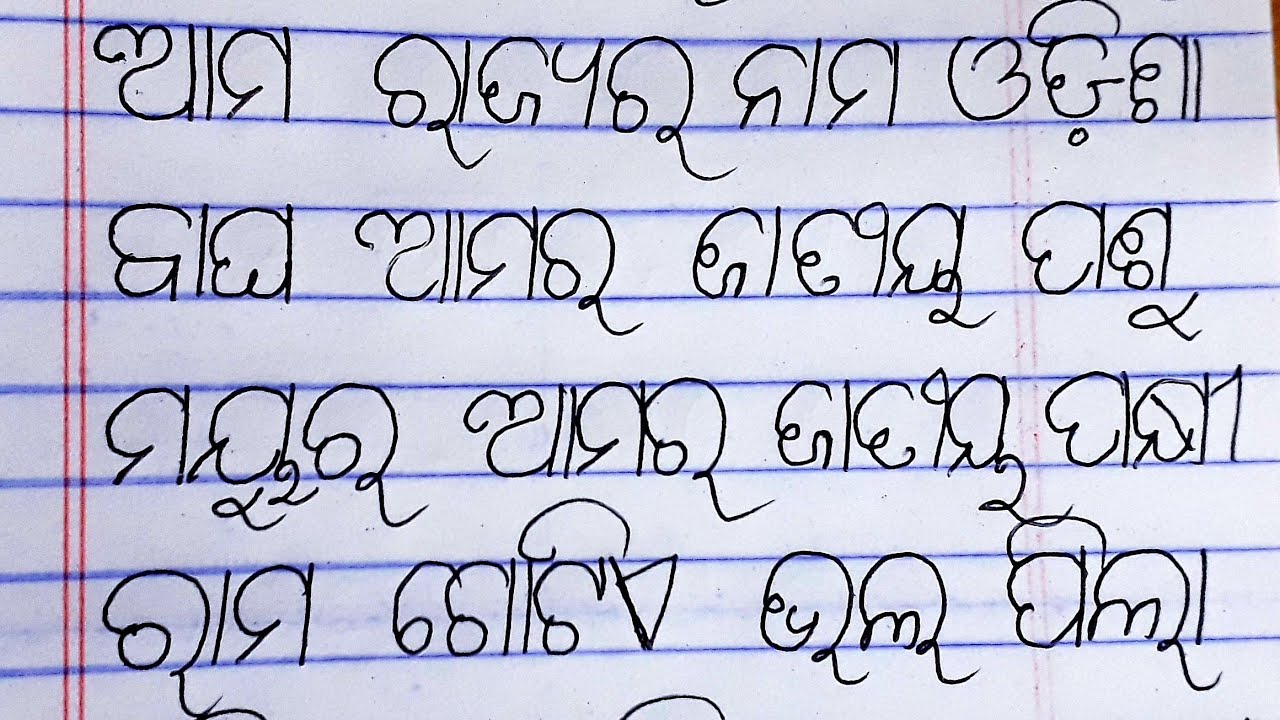 ଆମ ରାଜ୍ୟର ନାମ ଓଡ଼ିଶା
ବାଘ ଆମର ଜାତୀୟ ପଶୁ
ମୟୂର ଆମର ଜାତୀୟ ପକ୍ଷୀ
ରାମ ଗୋଟିଏ ଭଲ ପିଲା